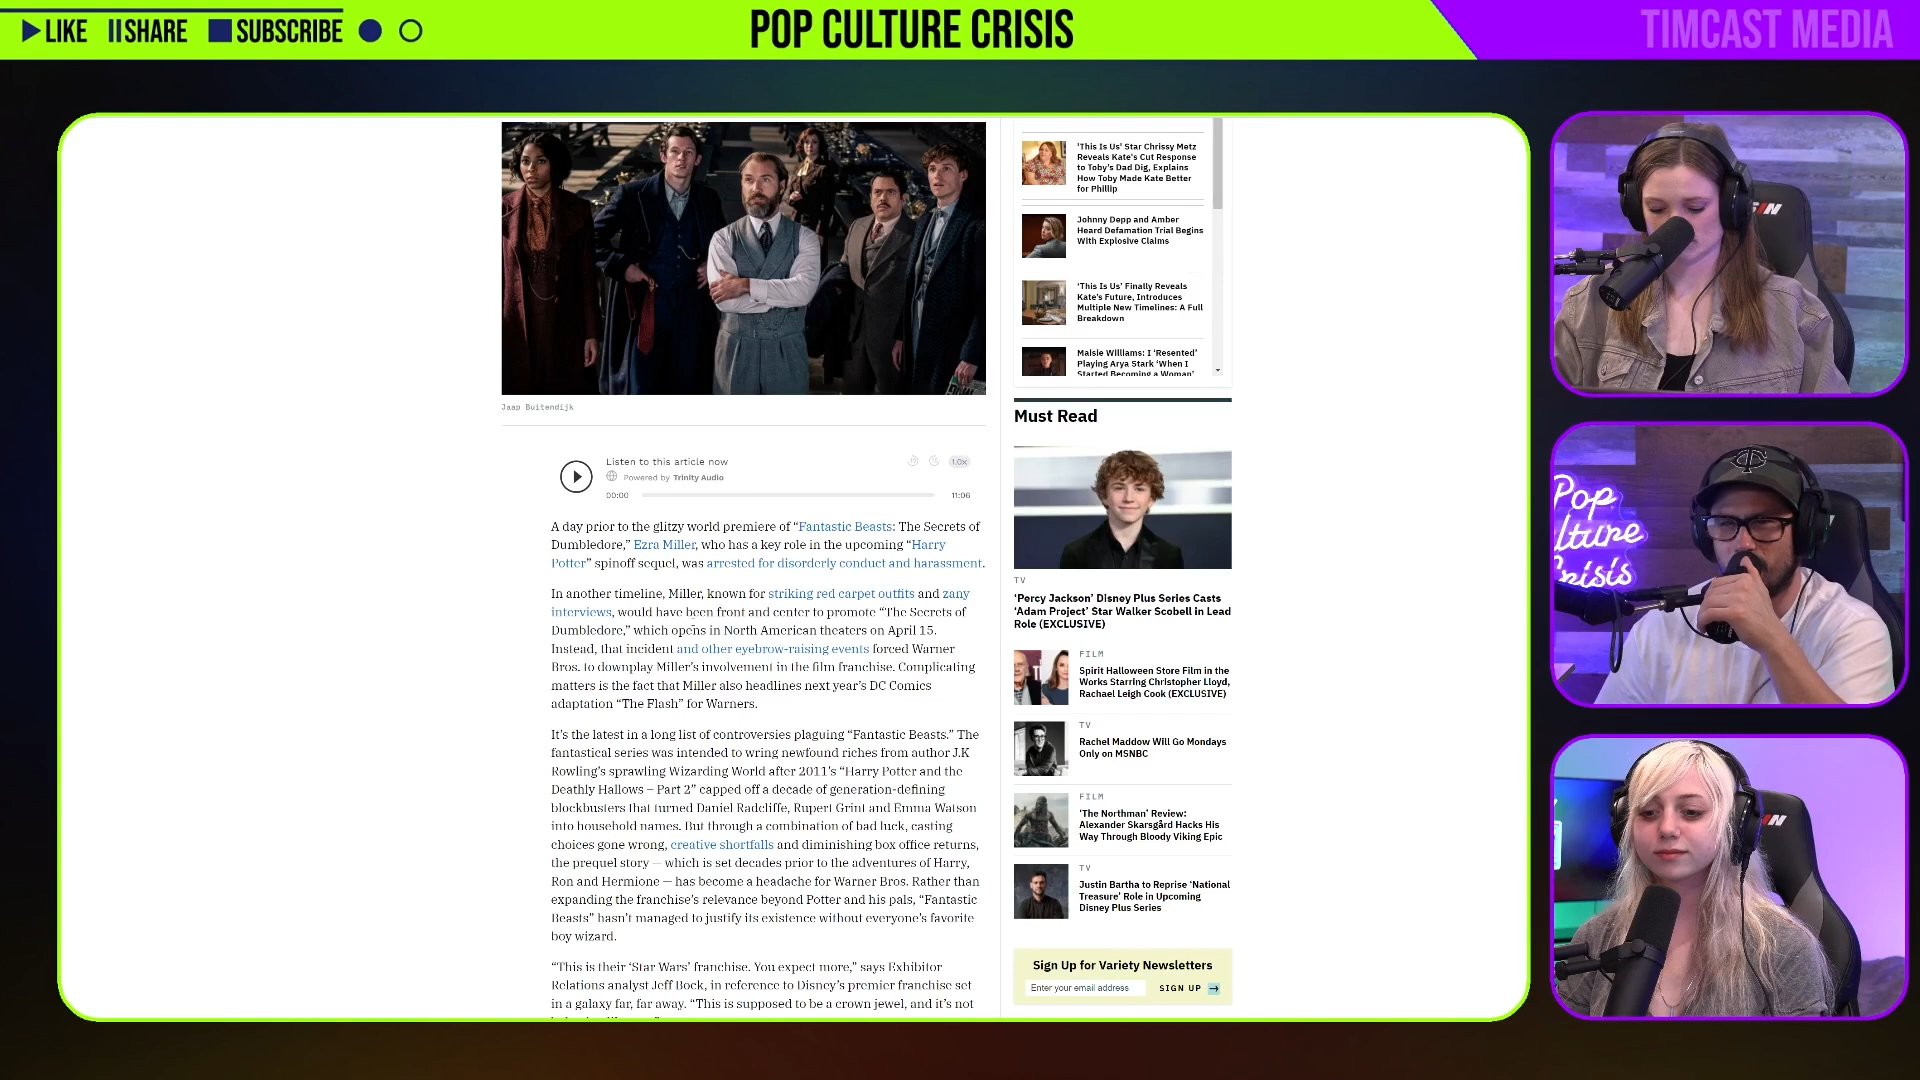 LIKE SHARE SUBSCRIBE
POP CULTURE CRISIS
TIMCAST MEDIA
Jaap Buitendijk
Listen to this article now
1.0x
Powered by Trinity Audio
00:00
11:06
A day prior to the glitzy world premiere of “Fantastic Beasts: The Secrets of
Dumbledore,” Ezra Miller, who has a key role in the upcoming “Harry
Potter” spinoff sequel, was arrested for disorderly conduct and harassment.
In another timeline, Miller, known for striking red carpet outfits and zany
interviews, would have been front and center to promote “The Secrets of
Dumbledore,” which opens in North American theaters on April 15.
Instead, that incident and other eyebrow-raising events forced Warner
Bros. to downplay Miller’s involvement in the film franchise. Complicating
matters is the fact that Miller also headlines next year’s DC Comics
adaptation “The Flash” for Warners.
It’s the latest in a long list of controversies plaguing “Fantastic Beasts.” The
fantastical series was intended to wring newfound riches from author J.K
Rowling’s sprawling Wizarding World after 2011’s “Harry Potter and the
Deathly Hallows – Part 2” capped off a decade of generation-defining
blockbusters that turned Daniel Radcliffe, Rupert Grint and Emma Watson
into household names. But through a combination of bad luck, casting
choices gone wrong, creative shortfalls and diminishing box office returns,
the prequel story — which is set decades prior to the adventures of Harry,
Ron and Hermione — has become a headache for Warner Bros. Rather than
expanding the franchise’s relevance beyond Potter and his pals, “Fantastic
Beasts” hasn’t managed to justify its existence without everyone’s favorite
boy wizard.
“This is their ‘Star Wars’ franchise. You expect more,” says Exhibitor
Relations analyst Jeff Bock, in reference to Disney’s premier franchise set
in a galaxy far, far away. “This is supposed to be a crown jewel, and it’s not
'This Is Us' Star Chrissy Metz
Reveals Kate's Cut Response
to Toby's Dad Dig, Explains
How Toby Made Kate Better
for Phillip
Johnny Depp and Amber
Heard Defamation Trial Begins
With Explosive Claims
‘This Is Us’ Finally Reveals
Kate’s Future, Introduces
Multiple New Timelines: A Full
Breakdown
Maisie Williams: I ‘Resented’
Playing Arya Stark ‘When I
Started Becoming a Woman’
Must Read
TV
‘Percy Jackson’ Disney Plus Series Casts
‘Adam Project’ Star Walker Scobell in Lead
Role (EXCLUSIVE)
FILM
Spirit Halloween Store Film in the
Works Starring Christopher Lloyd,
Rachael Leigh Cook (EXCLUSIVE)
TV
Rachel Maddow Will Go Mondays
Only on MSNBC
FILM
‘The Northman’ Review:
Alexander Skarsgård Hacks His
Way Through Bloody Viking Epic
TV
Justin Bartha to Reprise ‘National
Treasure’ Role in Upcoming
Disney Plus Series
Sign Up for Variety Newsletters
Enter your email address
SIGN UP
Pop
lture
risis